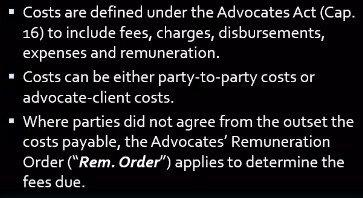 ▪ Costs are defined under the Advocates Act (Cap.
16) to include fees, charges, disbursements,
expenses and remuneration.
▪ Costs can be either party-to-party costs or
advocate-client costs.
▪ Where parties did not agree from the outset the
costs payable, the Advocates' Remuneration
Order ("Rem. Order") applies to determine the
fees due.